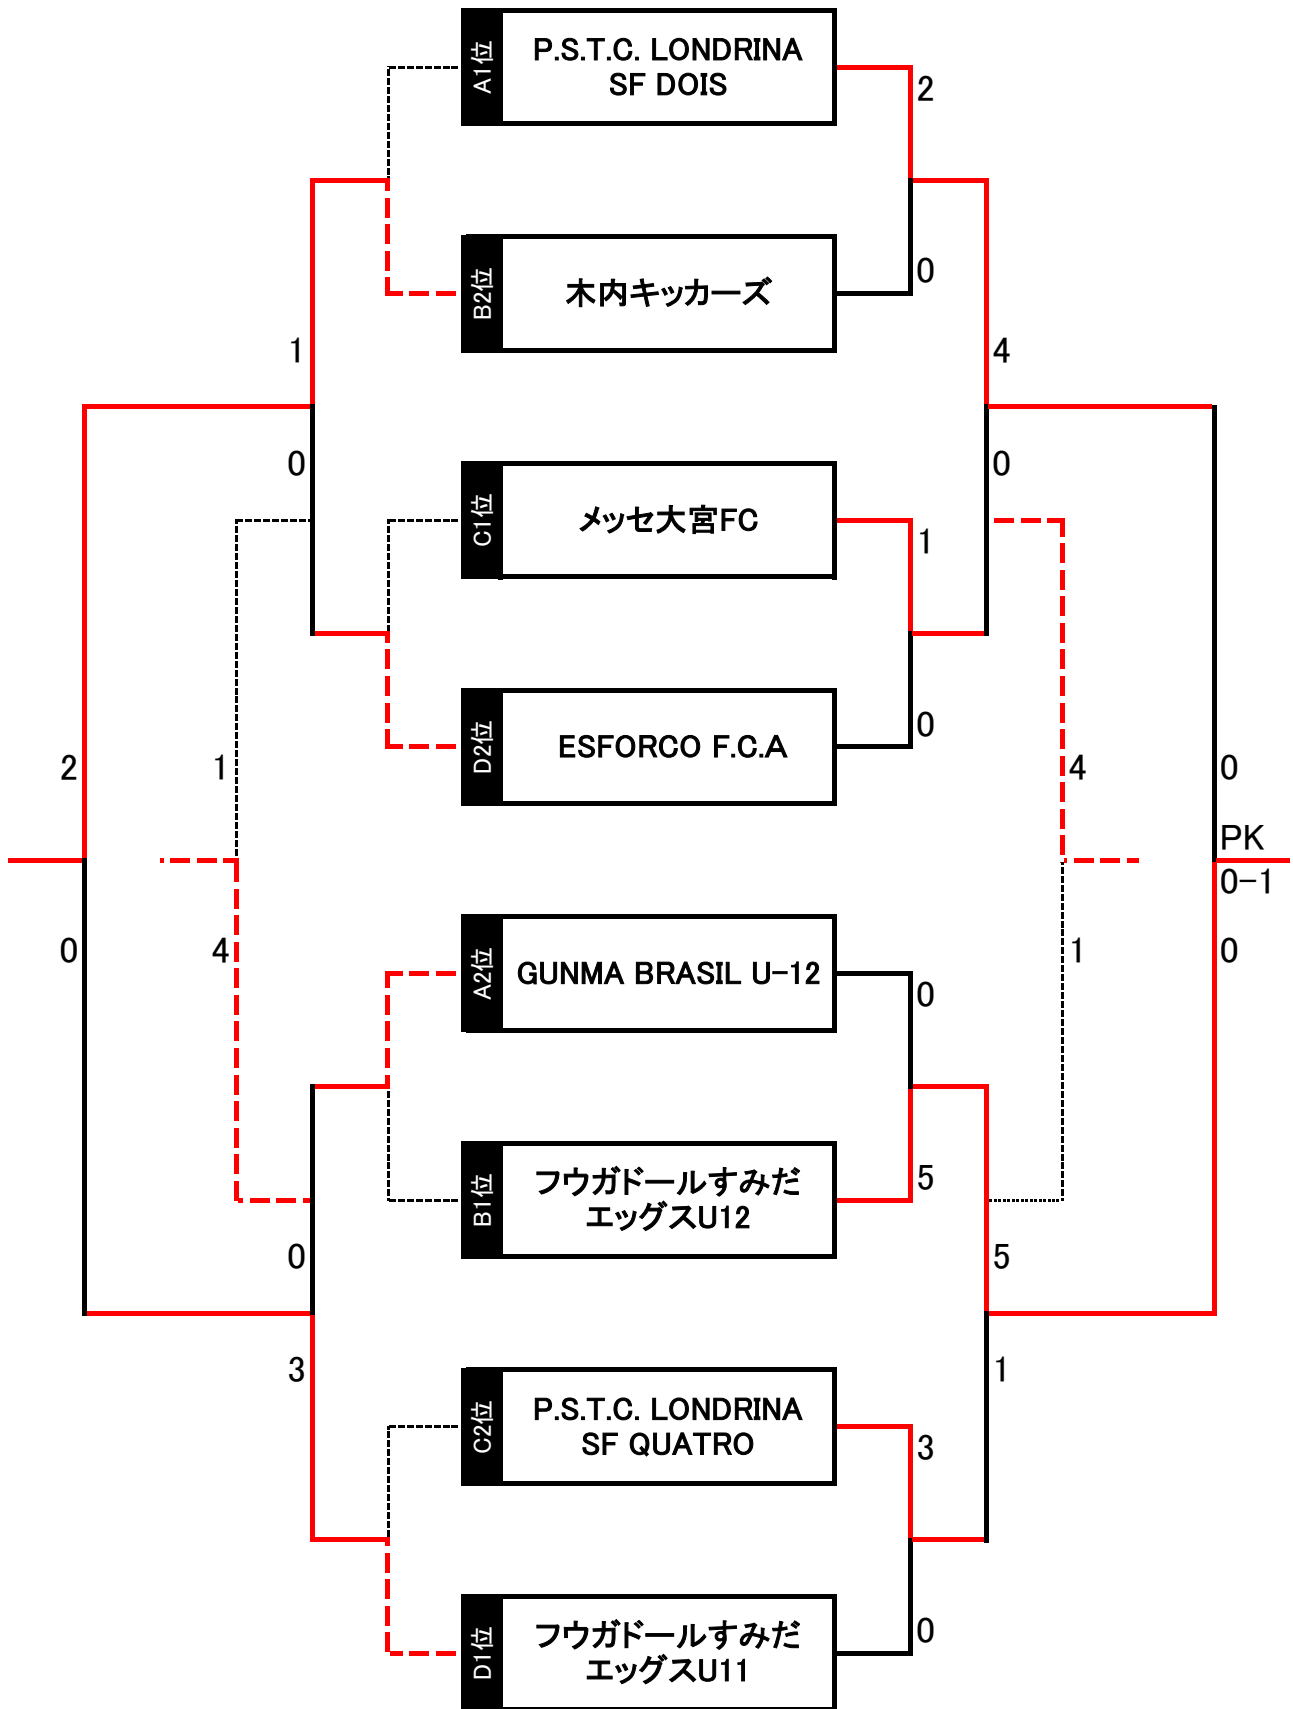 A1位
P.S.T.C. LONDRINA
SF DOIS
2
B2位
木内キッカーズ
0
1
4
0
0
C1位
メッセ大宮FC
1
D2位
ESFORCO F.C.A
0
2
1
4
0
PK
0-1
0
4
1
0
A2位
GUNMA BRASIL U-12
0
B1位
フウガドールすみだ
エッグスU12
5
0
5
3
1
C2位
P.S.T.C. LONDRINA
SF QUATRO
3
D1位
フウガドールすみだ
エッグスU11
0